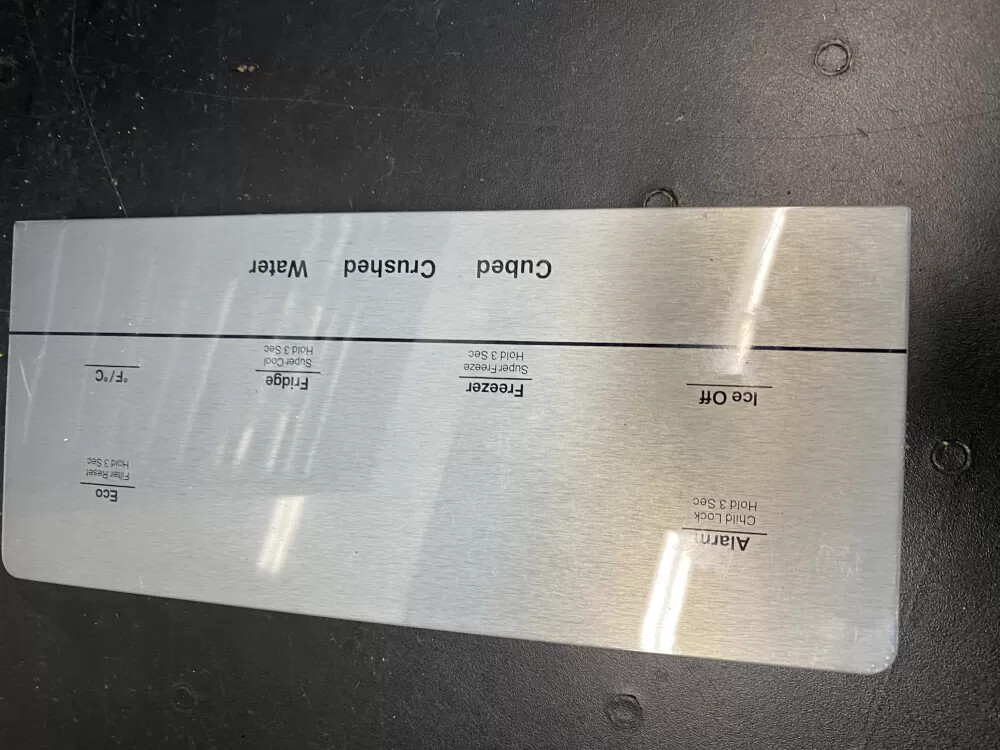 Alarm
Child Lock
Hold 3 Sec
Eco
Filter Reset
Hold 3 Sec
Ice Off
Freezer
Super Freeze
Hold 3 Sec
Fridge
Super Cool
Hold 3 Sec
°F/°C
Cubed Crushed Water